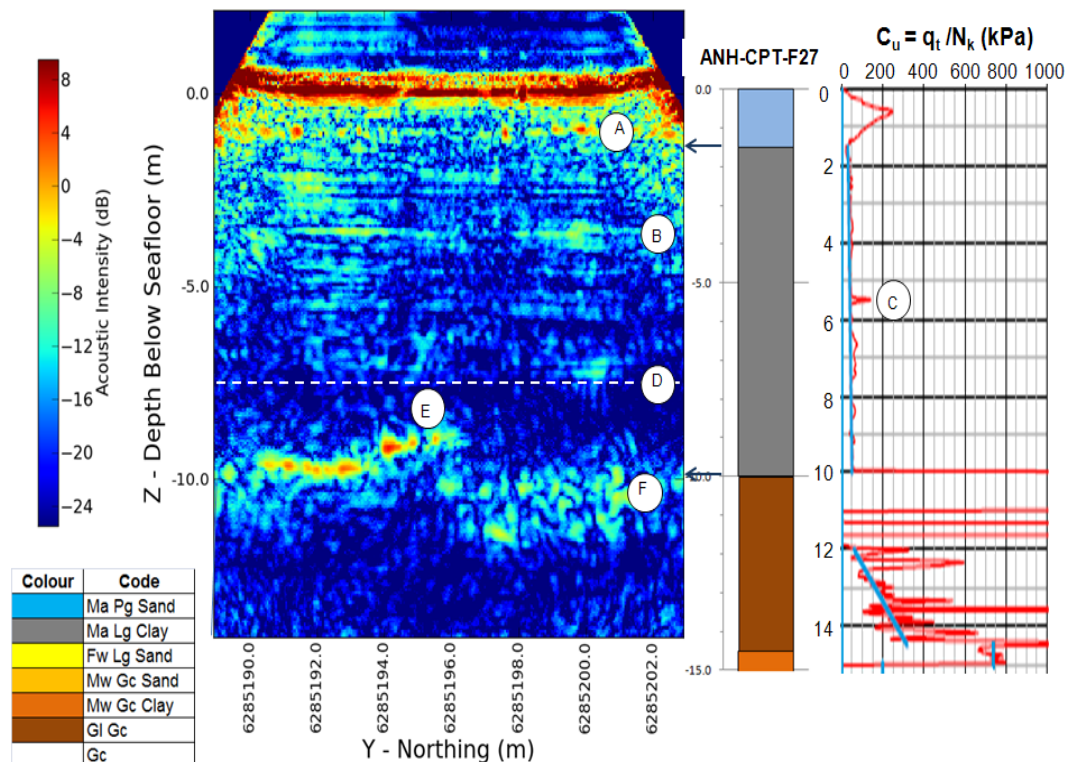 8
4
0
−4
−8
−12
−16
−20
−24
Acoustic Intensity (dB)
0.0
−5.0
−10.0
Z - Depth Below Seafloor (m)
6285190.0
6285192.0
6285194.0
6285196.0
6285198.0
6285200.0
6285202.0
Y - Northing (m)
A
B
D
E
F
ANH-CPT-F27
0.0
-5.0
-10.0
-15.0
Cu = qt /Nk (kPa)
0 200 400 600 800 1000
0
2
4
6
8
10
12
14
C
Colour Code
Ma Pg Sand
Ma Lg Clay
Fw Lg Sand
Mw Gc Sand
Mw Gc Clay
Gl Gc
Gc